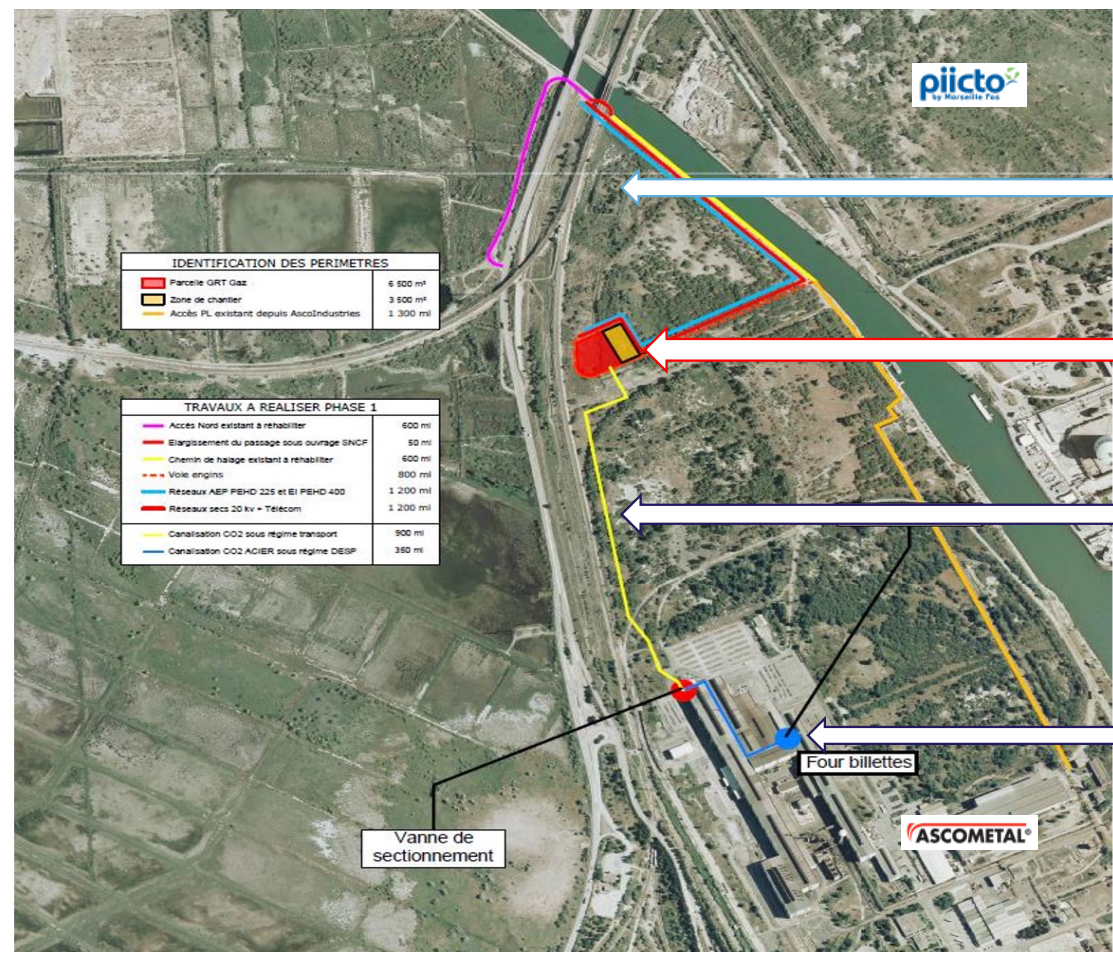 piicto
by Marseille Fos
IDENTIFICATION DES PERIMETRES
Parcelle GRT Gaz 6 500 m²
Zone de chantier 3 500 m²
Accès PL existant depuis AscoIndustries 1 300 ml
TRAVAUX A REALISER PHASE 1
Accès Nord existant à réhabiliter 600 ml
Elargissement du passage sous ouvrage SNCF 50 ml
Chemin de halage existant à réhabiliter 600 ml
Voie engins 800 ml
Réseaux AEP PEHD 225 et EI PEHD 400 1 200 ml
Réseaux secs 20 kv + Télécom 1 200 ml
Canalisation CO2 sous régime transport 900 ml
Canalisation CO2 ACIER sous régime DESP 350 ml
Four billettes
Vanne de
sectionnement
ASCOMETAL®